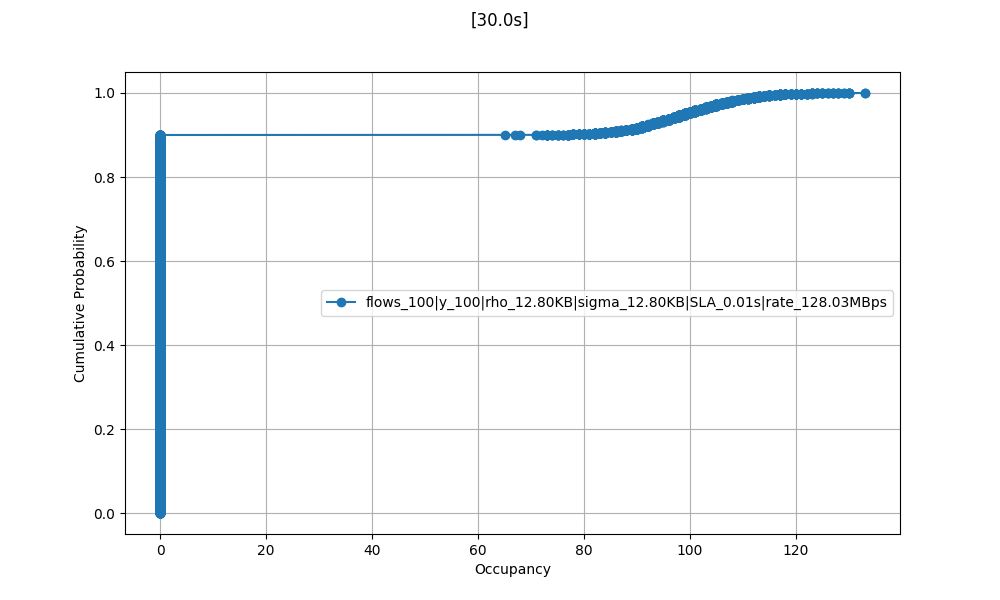 [30.0s]
1.0
0.8
0.6
0.4
0.2
0.0
Cumulative Probability
flows_100|y_100|rho_12.80KB|sigma_12.80KB|SLA_0.01s|rate_128.03MBps
0 20 40 60 80 100 120
Occupancy